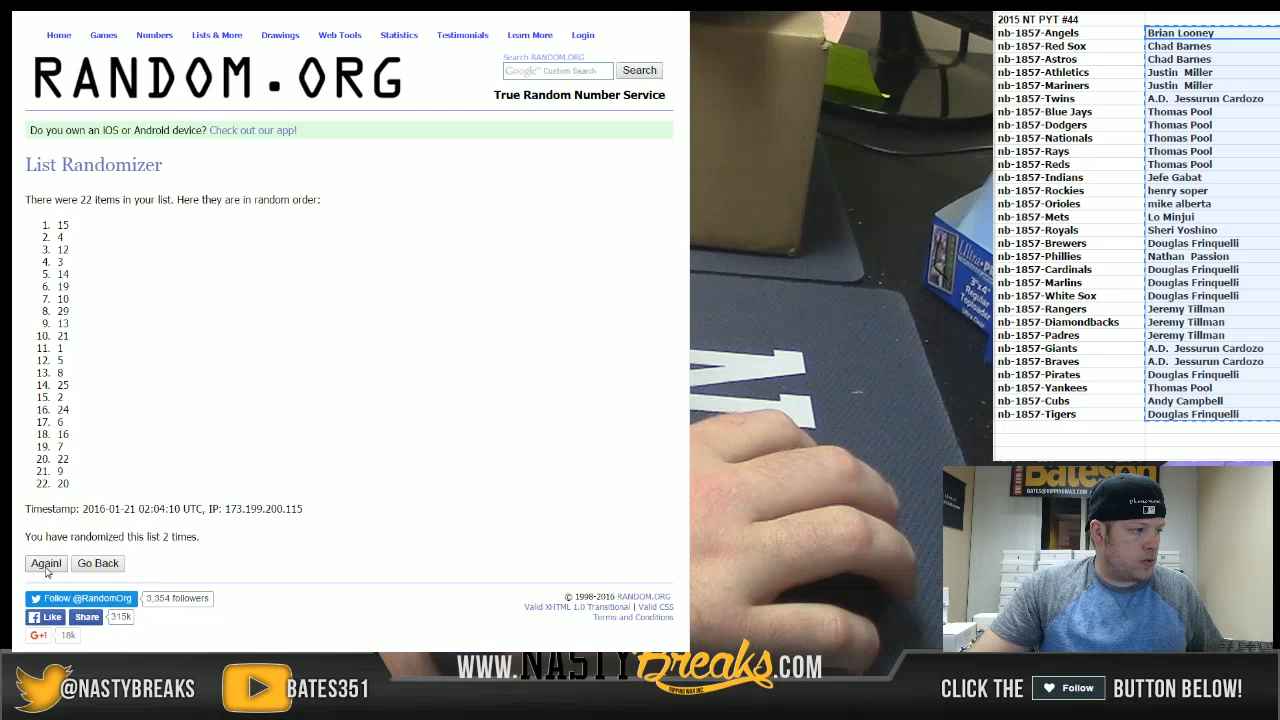 Home Games Numbers Lists & More Drawings Web Tools Statistics Testimonials Learn More Login
RANDOM.ORG
Search RANDOM.ORG
Google™ Custom Search Search
True Random Number Service
Do you own an iOS or Android device? Check out our app!
List Randomizer
There were 22 items in your list. Here they are in random order:
1. 15
2. 4
3. 12
4. 3
5. 14
6. 19
7. 10
8. 29
9. 13
10. 21
11. 1
12. 5
13. 8
14. 25
15. 2
16. 24
17. 6
18. 16
19. 7
20. 22
21. 9
22. 20
Timestamp: 2016-01-21 02:04:10 UTC, IP: 173.199.200.115
You have randomized this list 2 times.
Again! Go Back
Follow @RandomOrg 3,354 followers
Like Share 315k
G+1 18k
© 1998-2016 RANDOM.ORG
Valid XHTML 1.0 Transitional | Valid CSS
Terms and Conditions
2015 NT PYT #44
nb-1857-Angels Brian Looney
nb-1857-Red Sox Chad Barnes
nb-1857-Astros Chad Barnes
nb-1857-Athletics Justin Miller
nb-1857-Mariners Justin Miller
nb-1857-Twins A.D. Jessurun Cardozo
nb-1857-Blue Jays Thomas Pool
nb-1857-Dodgers Thomas Pool
nb-1857-Nationals Thomas Pool
nb-1857-Rays Thomas Pool
nb-1857-Reds Thomas Pool
nb-1857-Indians Jefe Gabat
nb-1857-Rockies henry soper
nb-1857-Orioles mike alberta
nb-1857-Mets Lo Minjui
nb-1857-Royals Sheri Yoshino
nb-1857-Brewers Douglas Frinquelli
nb-1857-Phillies Nathan Passion
nb-1857-Cardinals Douglas Frinquelli
nb-1857-Marlins Douglas Frinquelli
nb-1857-White Sox Douglas Frinquelli
nb-1857-Rangers Jeremy Tillman
nb-1857-Diamondbacks Jeremy Tillman
nb-1857-Padres Jeremy Tillman
nb-1857-Giants A.D. Jessurun Cardozo
nb-1857-Braves A.D. Jessurun Cardozo
nb-1857-Pirates Douglas Frinquelli
nb-1857-Yankees Thomas Pool
nb-1857-Cubs Andy Campbell
nb-1857-Tigers Douglas Frinquelli
Ultra
3"x4"
Regular
Toploader
Bateson
BATES@RIPPINGWAX.COM
@NASTYBREAKS
BATES351
WWW.NASTYBreaks.COM
RIPPING WAX INC
CLICK THE Follow BUTTON BELOW!